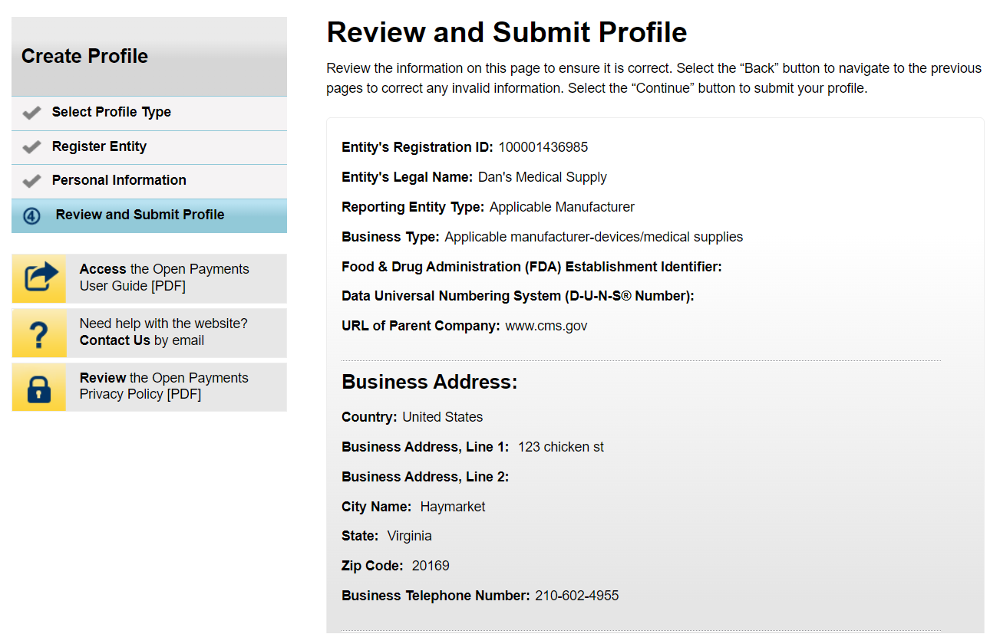 Create Profile
Select Profile Type
Register Entity
Personal Information
4 Review and Submit Profile
Access the Open Payments
User Guide [PDF]
? Need help with the website?
Contact Us by email
Review the Open Payments
Privacy Policy [PDF]
Review and Submit Profile
Review the information on this page to ensure it is correct. Select the “Back” button to navigate to the previous
pages to correct any invalid information. Select the “Continue” button to submit your profile.
Entity's Registration ID: 100001436985
Entity's Legal Name: Dan's Medical Supply
Reporting Entity Type: Applicable Manufacturer
Business Type: Applicable manufacturer-devices/medical supplies
Food & Drug Administration (FDA) Establishment Identifier:
Data Universal Numbering System (D-U-N-S® Number):
URL of Parent Company: www.cms.gov
Business Address:
Country: United States
Business Address, Line 1: 123 chicken st
Business Address, Line 2:
City Name: Haymarket
State: Virginia
Zip Code: 20169
Business Telephone Number: 210-602-4955